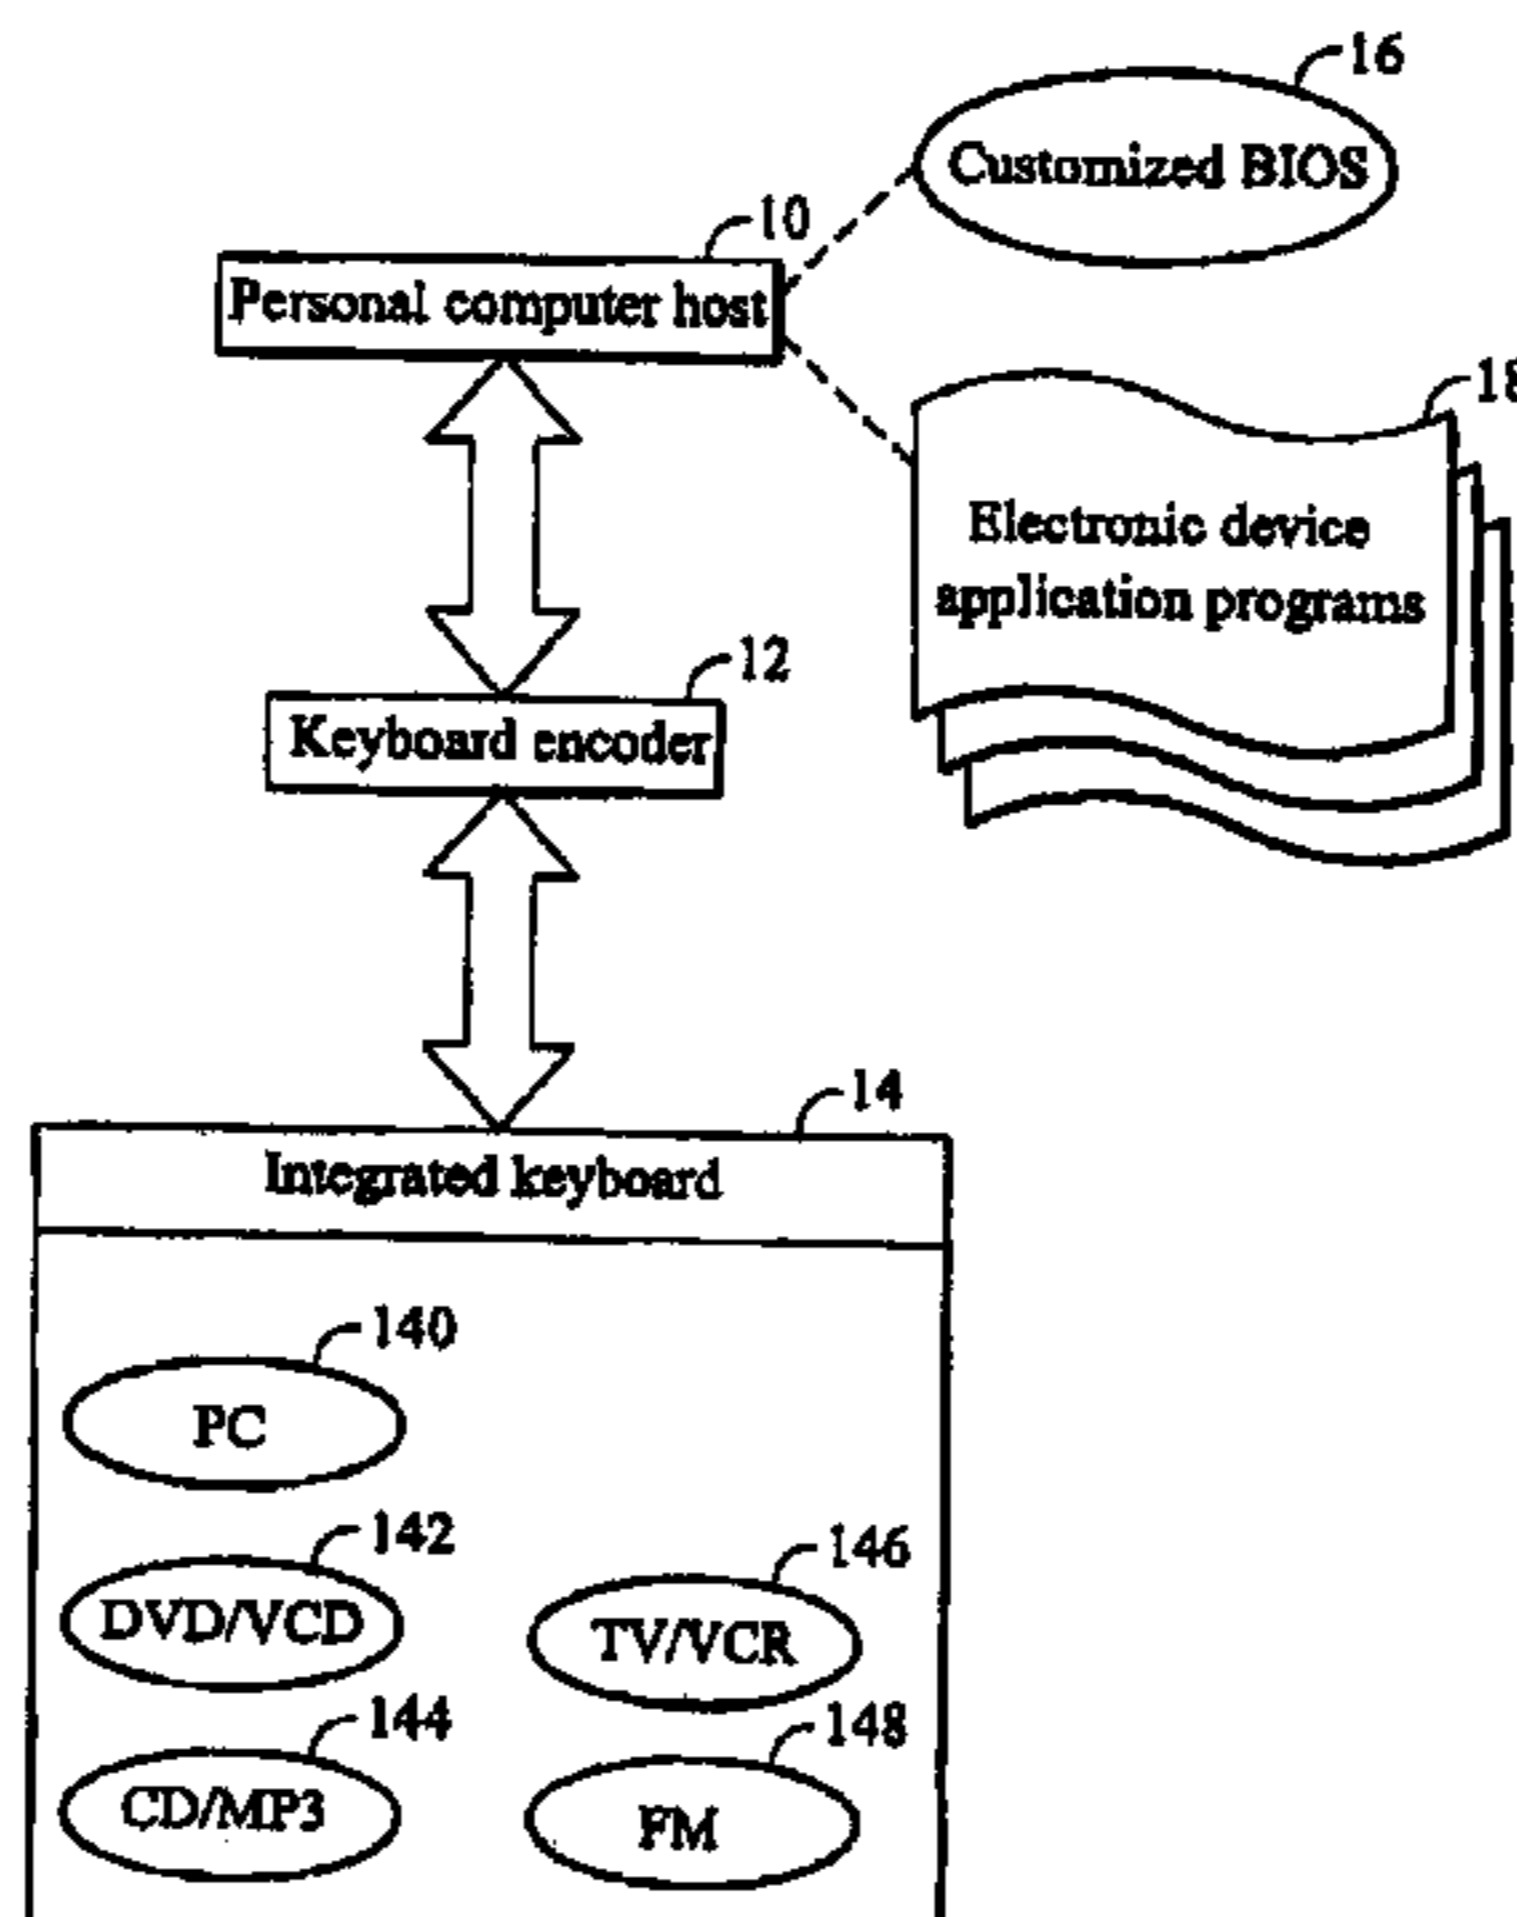 16
Customized BIOS
10
Personal computer host
18
Electronic device
application programs
12
Keyboard encoder
14
Integrated keyboard
140
PC
142
146
DVD/VCD
TV/VCR
144
148
CD/MP3
FM